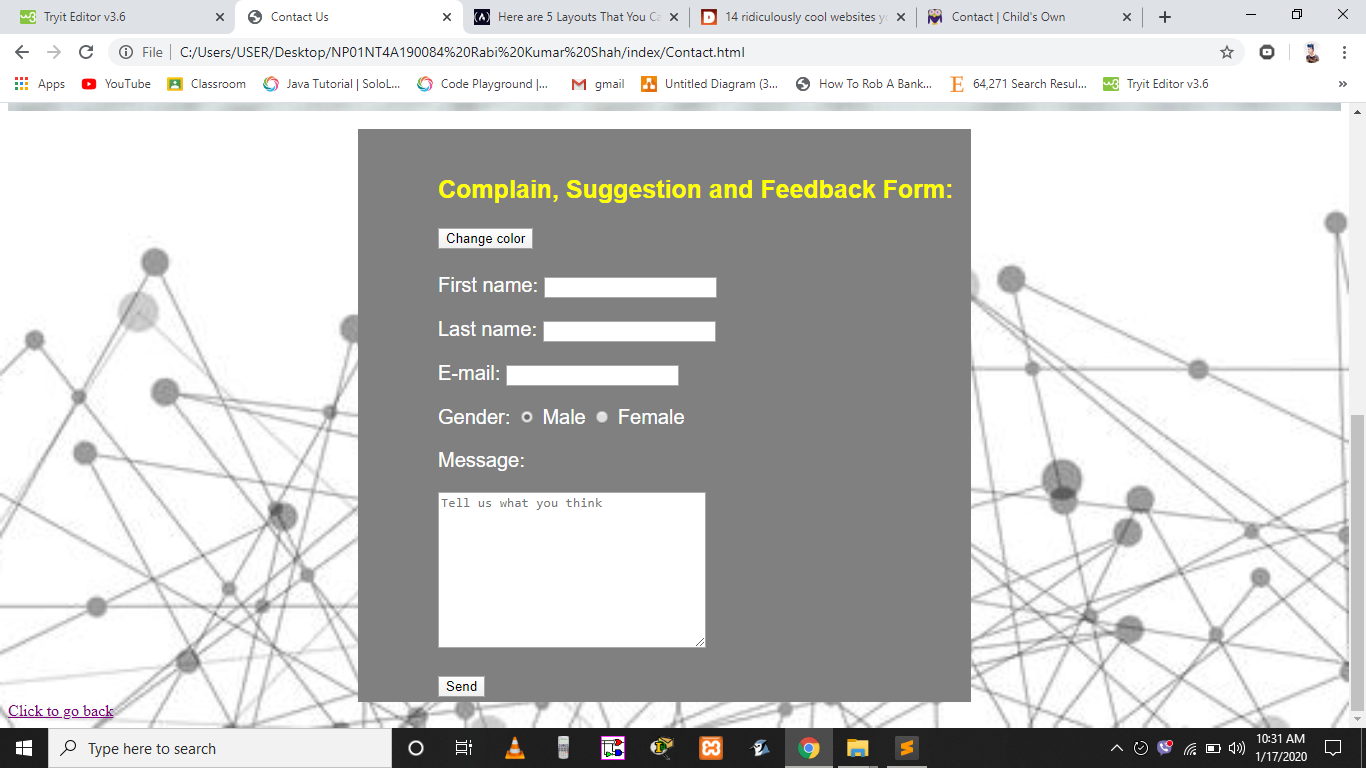 Tryit Editor v3.6
Contact Us
Here are 5 Layouts That You Ca
14 ridiculously cool websites yo
Contact | Child's Own
File | C:/Users/USER/Desktop/NP01NT4A190084%20Rabi%20Kumar%20Shah/index/Contact.html
Apps YouTube Classroom Java Tutorial | SoloL... Code Playground |... gmail Untitled Diagram (3... How To Rob A Bank... 64,271 Search Resul... Tryit Editor v3.6 »
Complain, Suggestion and Feedback Form:
Change color
First name:
Last name:
E-mail:
Gender: Male Female
Message:
Tell us what you think
Send
Click to go back
Type here to search
10:31 AM
1/17/2020